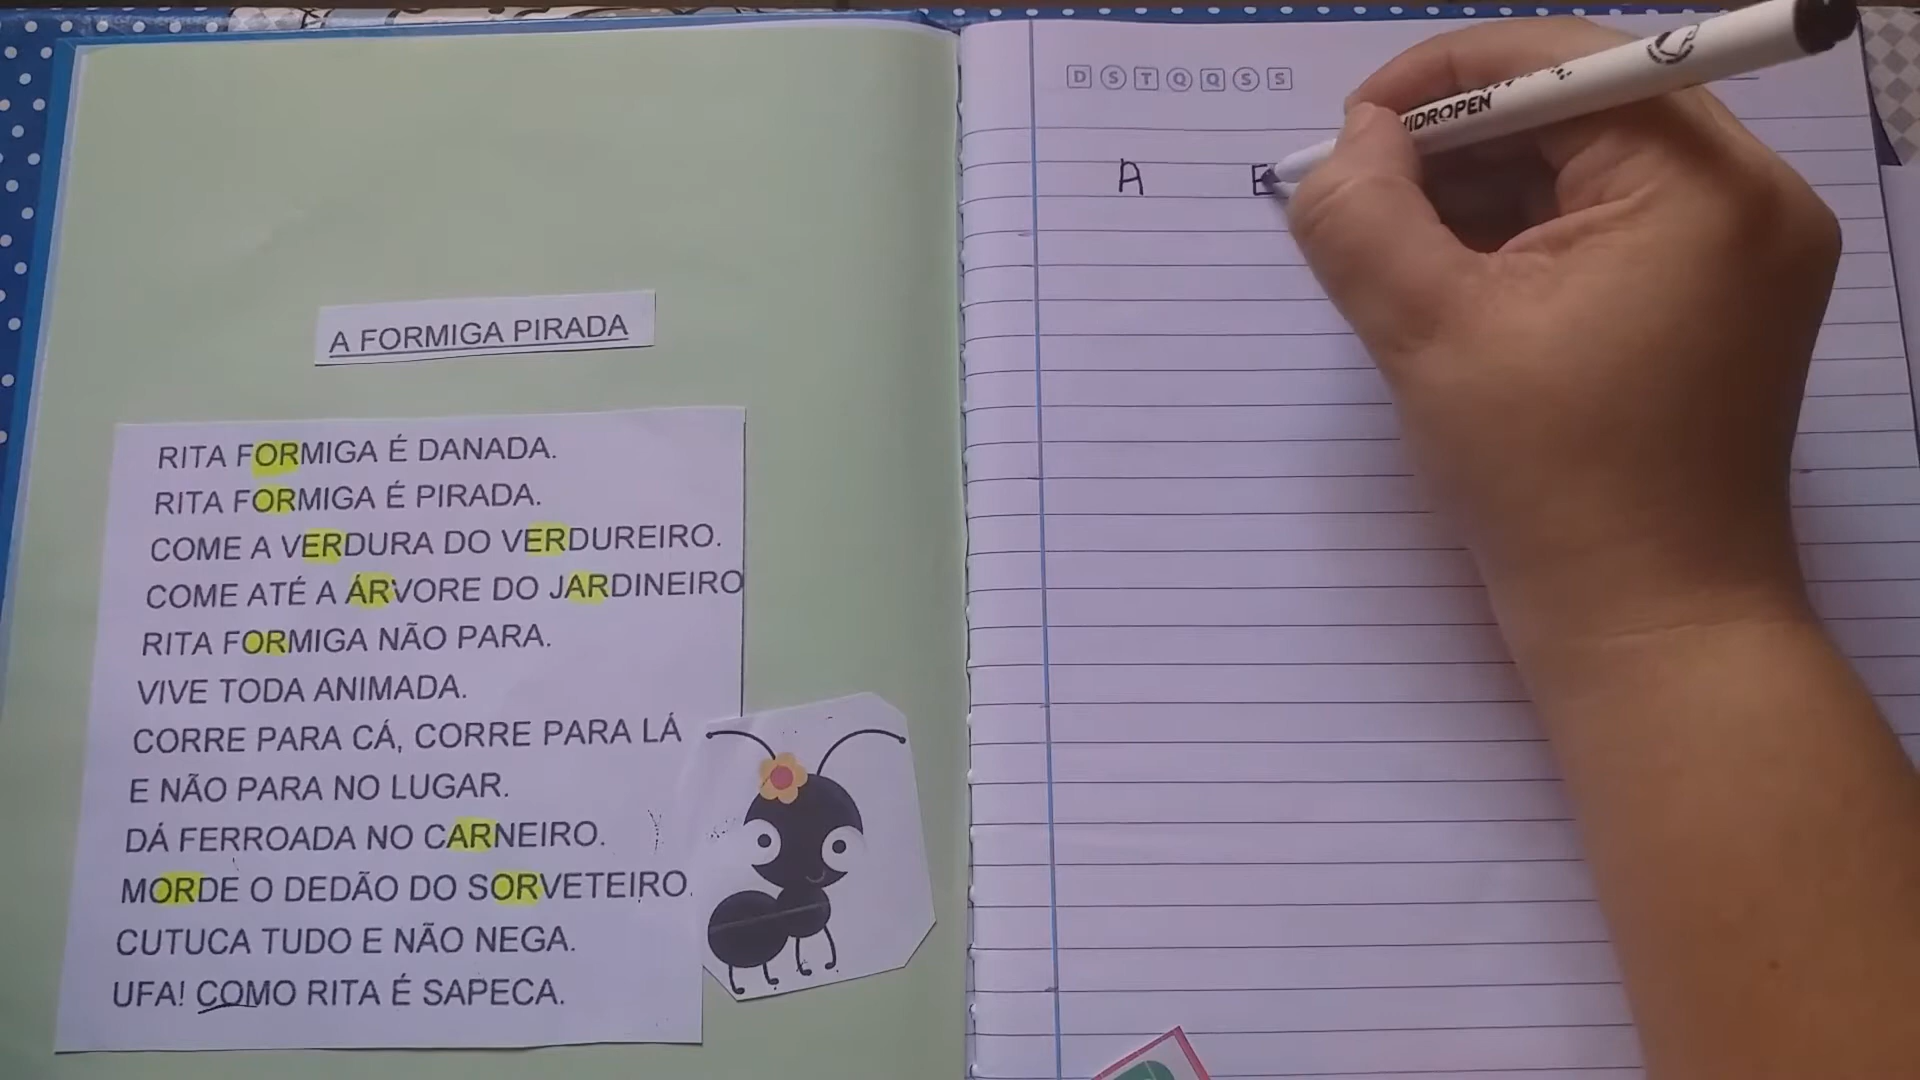 A FORMIGA PIRADA
RITA FORMIGA É DANADA.
RITA FORMIGA É PIRADA.
COME A VERDURA DO VERDUREIRO.
COME ATÉ A ÁRVORE DO JARDINEIRO
RITA FORMIGA NÃO PARA.
VIVE TODA ANIMADA.
CORRE PARA CÁ, CORRE PARA LÁ
E NÃO PARA NO LUGAR.
DÁ FERROADA NO CARNEIRO.
MORDE O DEDÃO DO SORVETEIRO.
CUTUCA TUDO E NÃO NEGA.
UFA! COMO RITA É SAPECA.
D S T Q Q S S
A E
HIDROPEN